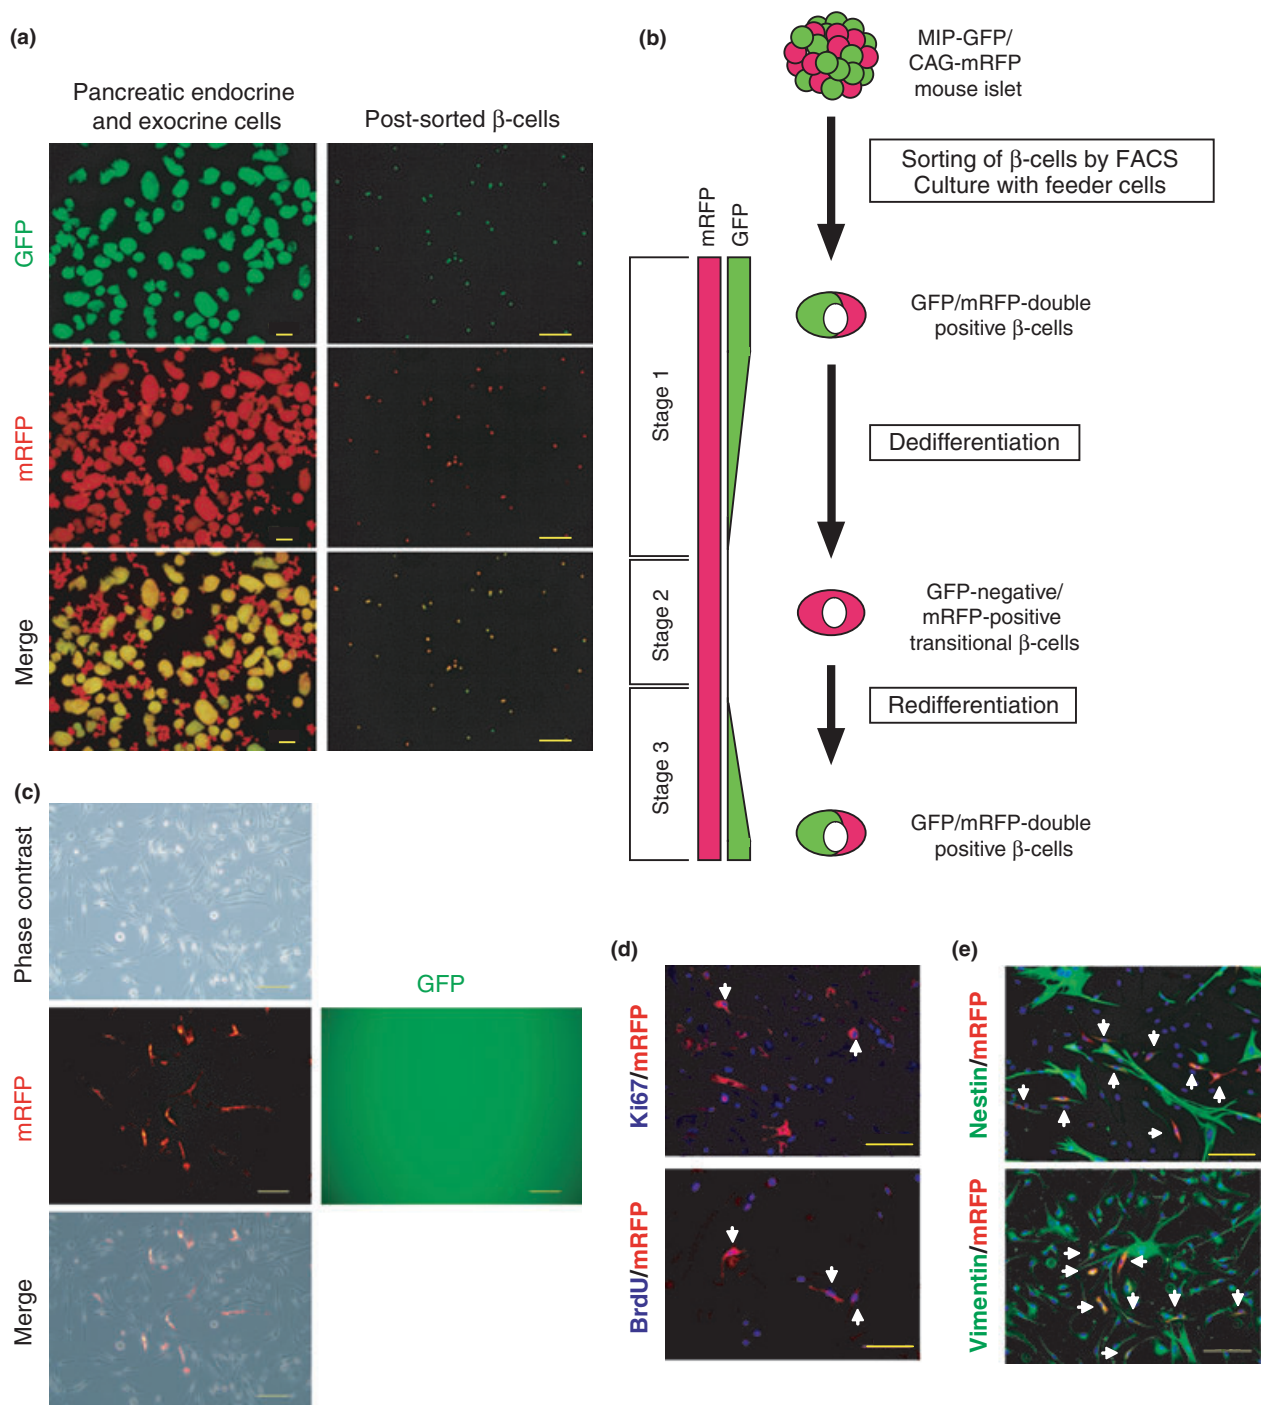 (a)
Pancreatic endocrine
and exocrine cells
Post-sorted β-cells
GFP
mRFP
Merge
(b)
MIP-GFP/
CAG-mRFP
mouse islet
Sorting of β-cells by FACS
Culture with feeder cells
mRFP
GFP
Stage 1
Stage 2
Stage 3
GFP/mRFP-double
positive β-cells
Dedifferentiation
GFP-negative/
mRFP-positive
transitional β-cells
Redifferentiation
GFP/mRFP-double
positive β-cells
(c)
Phase contrast
mRFP
Merge
GFP
(d)
Ki67/mRFP
BrdU/mRFP
(e)
Nestin/mRFP
Vimentin/mRFP